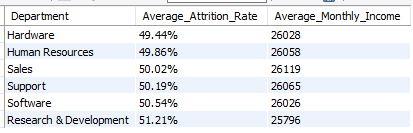 Department Average_Attrition_Rate Average_Monthly_Income
Hardware 49.44% 26028
Human Resources 49.86% 26058
Sales 50.02% 26119
Support 50.19% 26065
Software 50.54% 26026
Research & Development 51.21% 25796